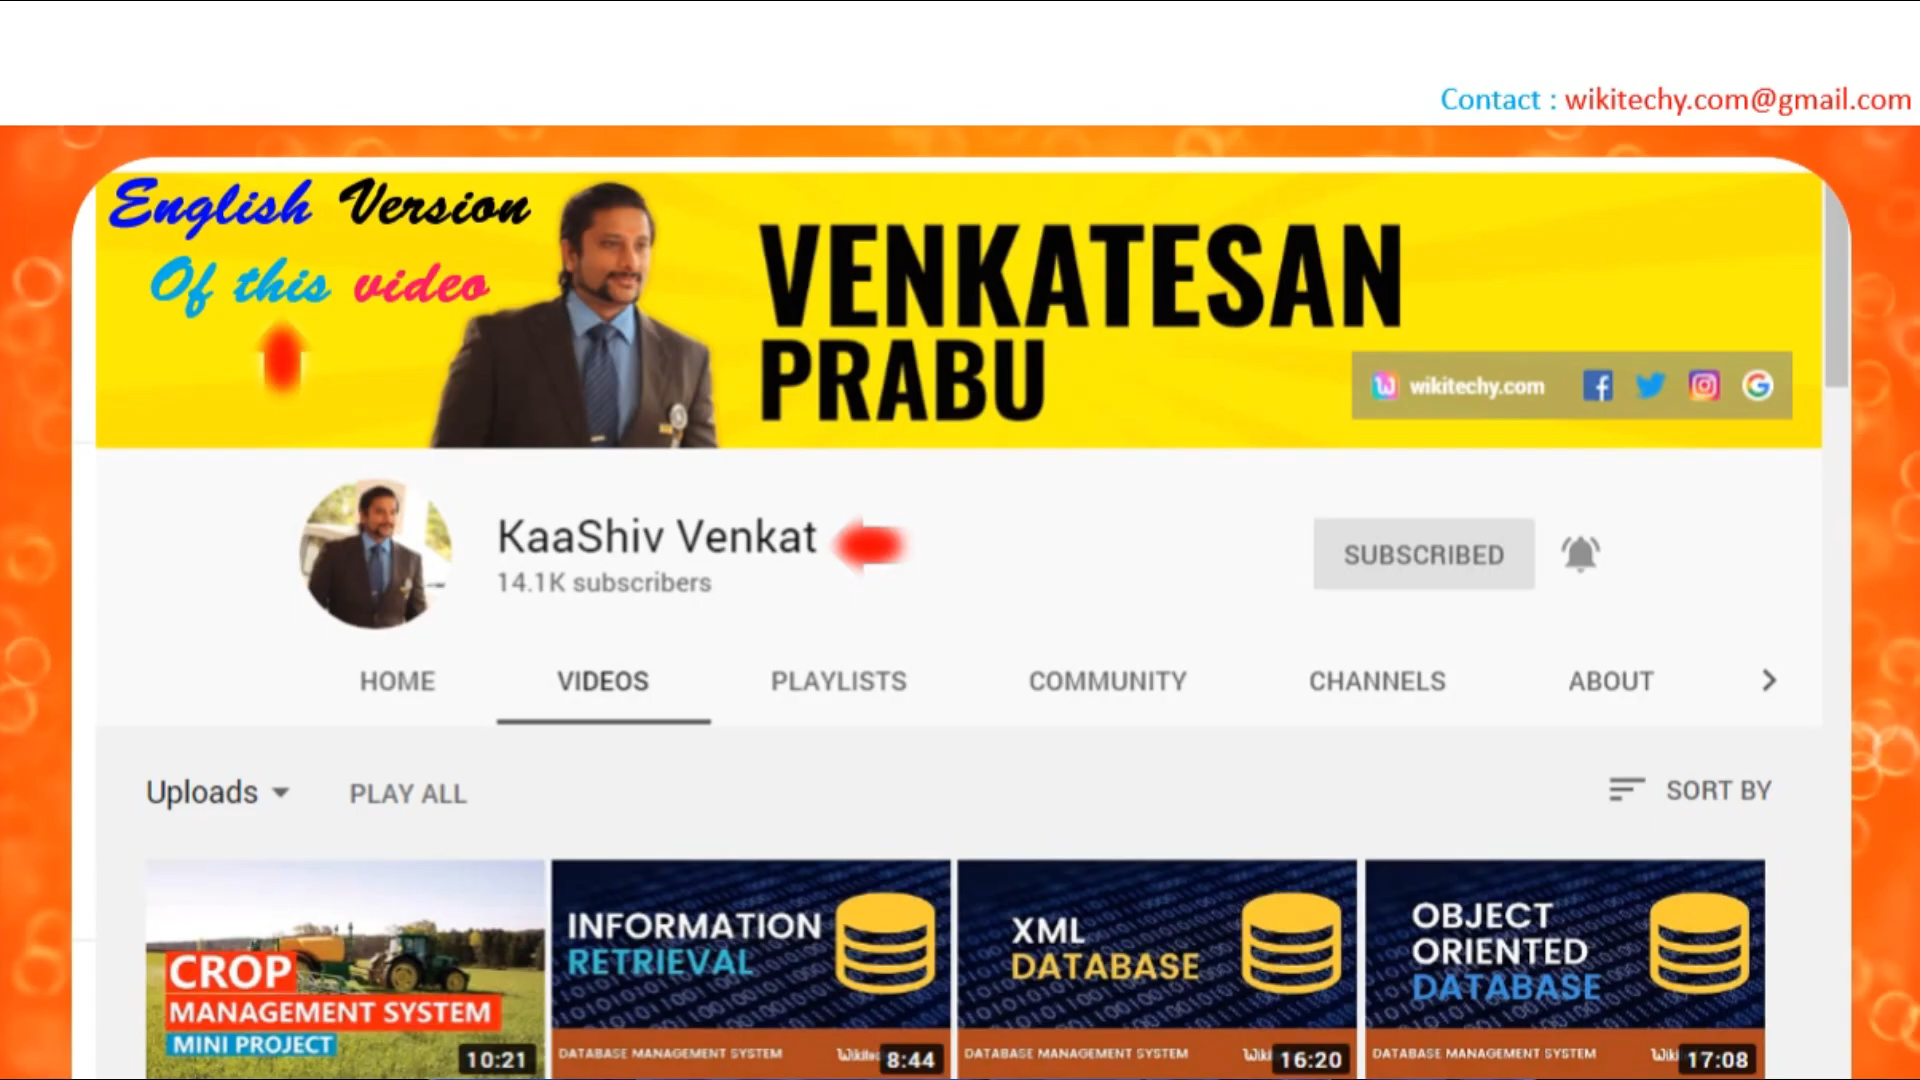 Contact : wikitechy.com@gmail.com
English Version
Of this video
VENKATESAN
PRABU
wikitechy.com
KaaShiv Venkat
14.1K subscribers
SUBSCRIBED
HOME VIDEOS PLAYLISTS COMMUNITY CHANNELS ABOUT
Uploads PLAY ALL SORT BY
CROP
MANAGEMENT SYSTEM
MINI PROJECT
10:21
INFORMATION
RETRIEVAL
DATABASE MANAGEMENT SYSTEM
8:44
XML
DATABASE
DATABASE MANAGEMENT SYSTEM
16:20
OBJECT
ORIENTED
DATABASE
DATABASE MANAGEMENT SYSTEM
17:08